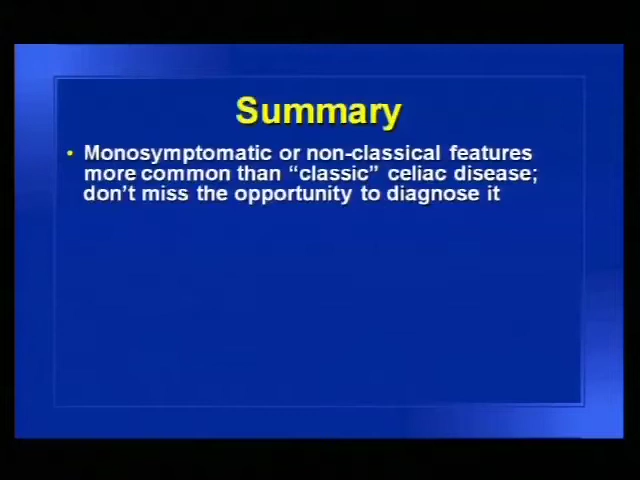 Summary
• Monosymptomatic or non-classical features
more common than “classic” celiac disease;
don’t miss the opportunity to diagnose it